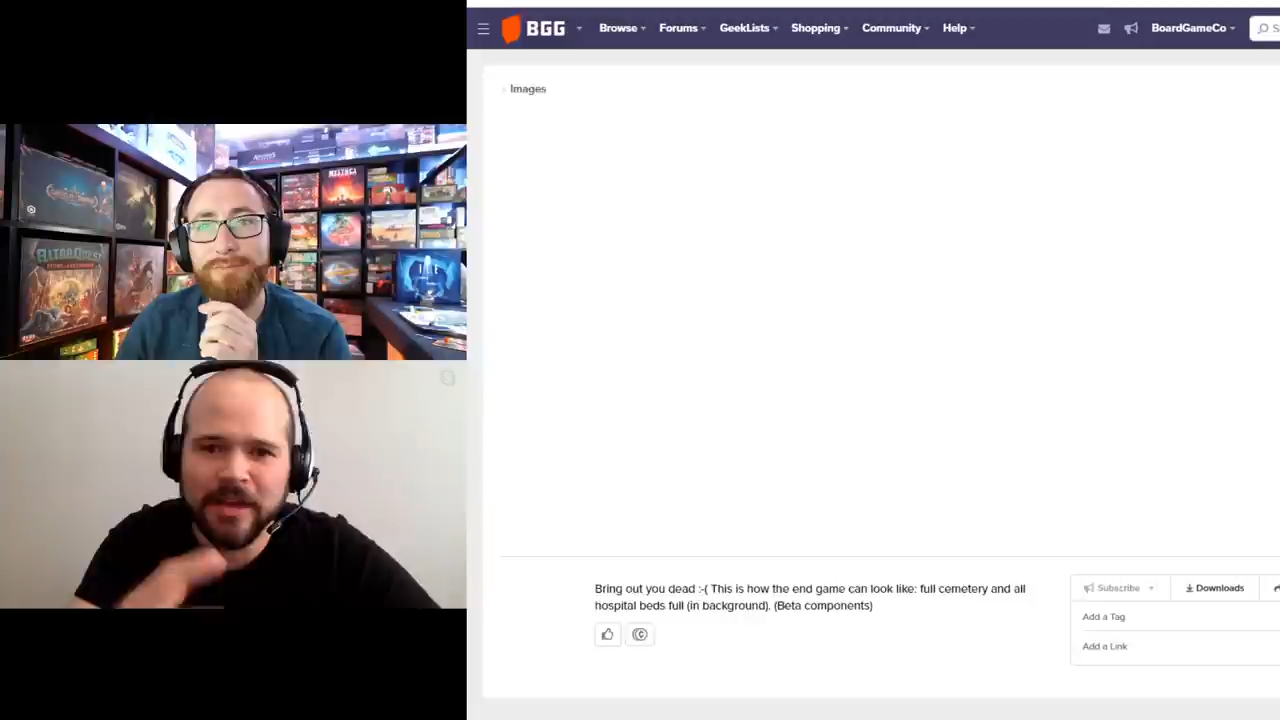 BGG
Browse
Forums
GeekLists
Shopping
Community
Help
BoardGameCo
Images
ALTAR QUEST
Bring out you dead :-( This is how the end game can look like: full cemetery and all
hospital beds full (in background). (Beta components)
Subscribe
Downloads
Add a Tag
Add a Link